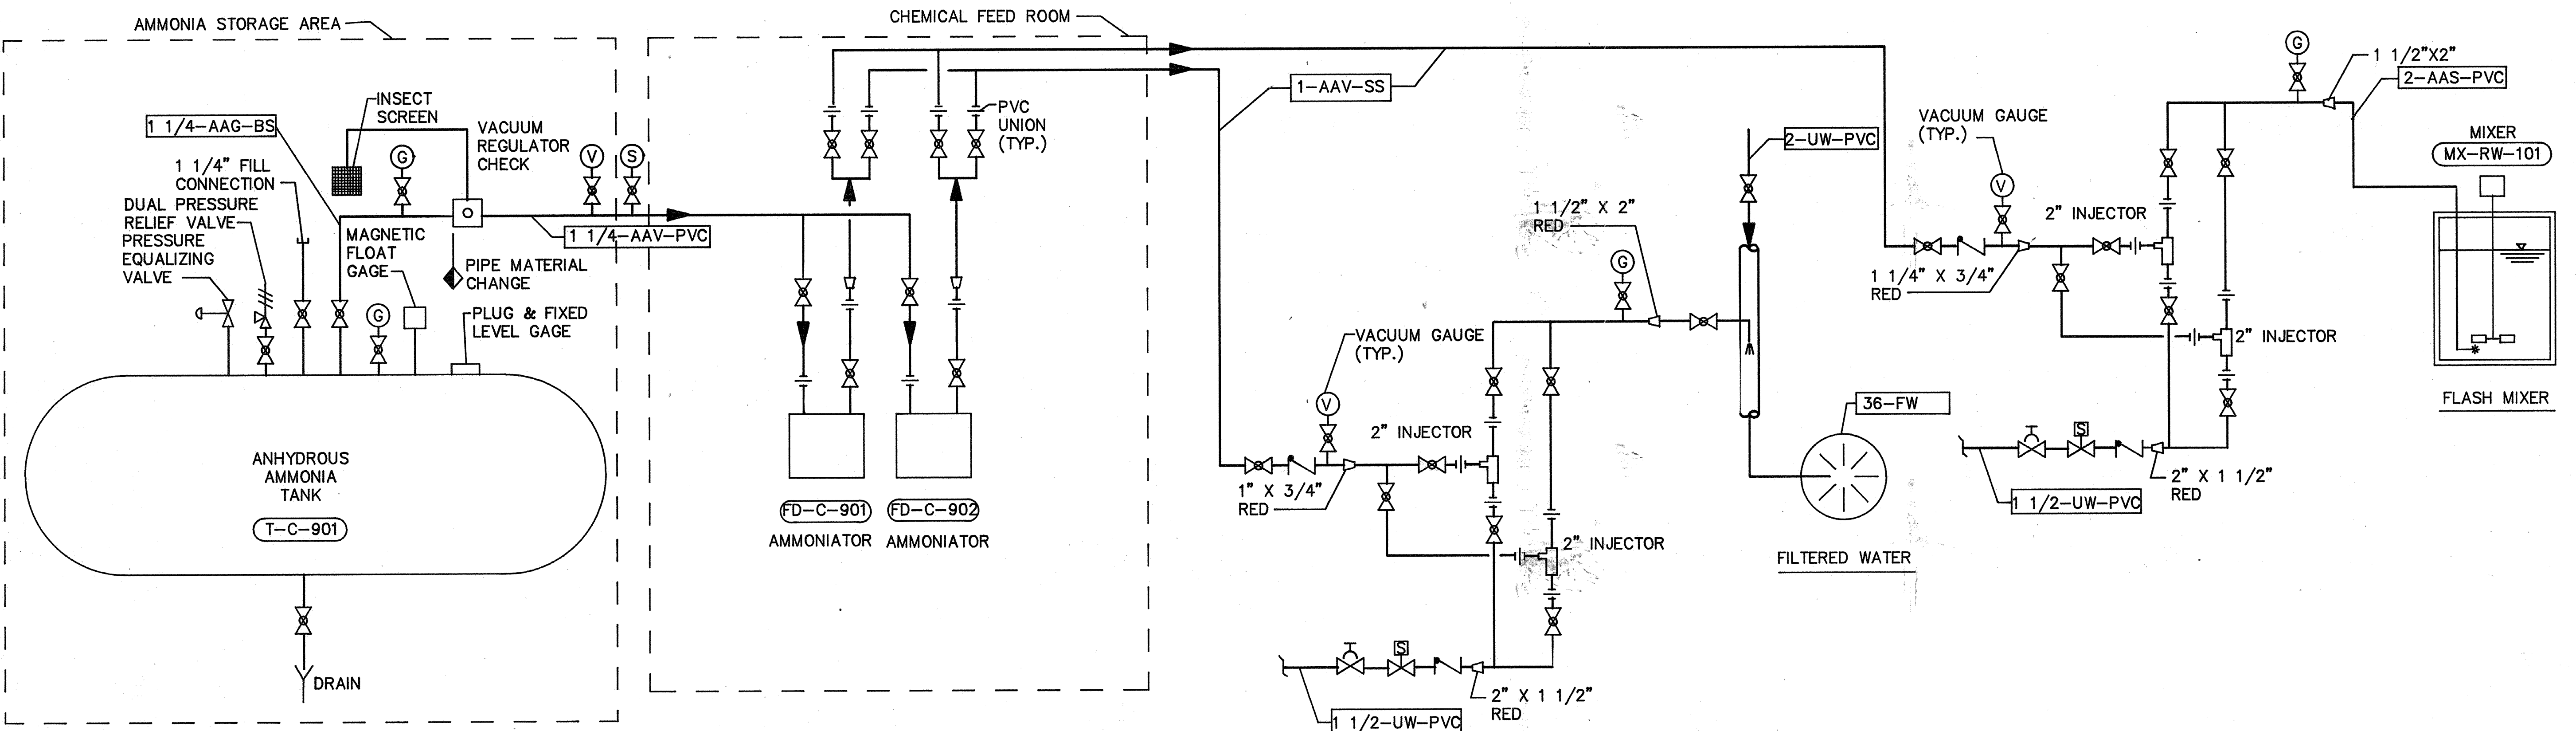 AMMONIA STORAGE AREA
INSECT
SCREEN
1 1/4-AAG-BS
VACUUM
REGULATOR
CHECK
G
V
S
1 1/4" FILL
CONNECTION
DUAL PRESSURE
RELIEF VALVE
PRESSURE
EQUALIZING
VALVE
MAGNETIC
FLOAT
GAGE
1 1/4-AAV-PVC
PIPE MATERIAL
CHANGE
G
PLUG & FIXED
LEVEL GAGE
ANHYDROUS
AMMONIA
TANK
T-C-901
DRAIN
CHEMICAL FEED ROOM
PVC
UNION
(TYP.)
FD-C-901
FD-C-902
AMMONIATOR
AMMONIATOR
1-AAV-SS
2-UW-PVC
1 1/2" X 2"
RED
G
VACUUM GAUGE
(TYP.)
V
2" INJECTOR
1" X 3/4"
RED
2" INJECTOR
S
2" X 1 1/2"
RED
1 1/2-UW-PVC
36-FW
FILTERED WATER
G
1 1/2"X2"
2-AAS-PVC
VACUUM GAUGE
(TYP.)
V
2" INJECTOR
1 1/4" X 3/4"
RED
2" INJECTOR
S
2" X 1 1/2"
RED
1 1/2-UW-PVC
MIXER
MX-RW-101
FLASH MIXER